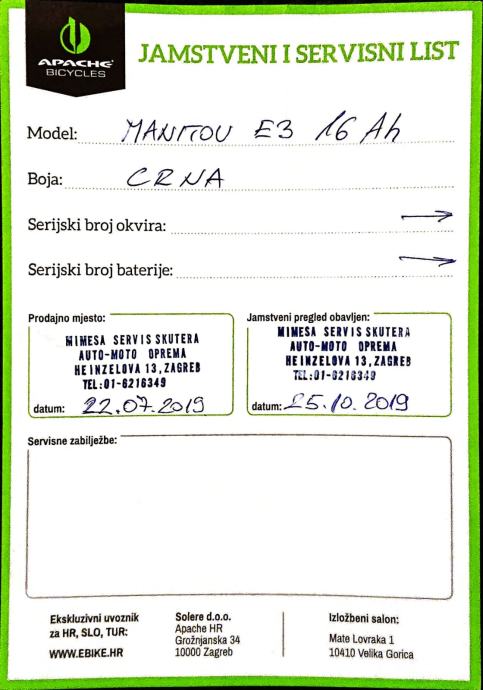 APACHE
BICYCLES
JAMSTVENI I SERVISNI LIST
Model: MANITOU E3 16 Ah
Boja: CRNA
Serijski broj okvira:
Serijski broj baterije:
Prodajno mjesto:
MIMESA SERVIS SKUTERA
AUTO-MOTO OPREMA
HEINZELOVA 13, ZAGREB
TEL:01-6216349
datum: 22.07.2019
Jamstveni pregled obavljen:
MIMESA SERVIS SKUTERA
AUTO-MOTO OPREMA
HEINZELOVA 13, ZAGREB
TEL:01-6216349
datum: 25.10.2019
Servisne zabilježbe:
Ekskluzivni uvoznik
za HR, SLO, TUR:
WWW.EBIKE.HR
Solere d.o.o.
Apache HR
Grožnjanska 34
10000 Zagreb
Izložbeni salon:
Mate Lovraka 1
10410 Velika Gorica